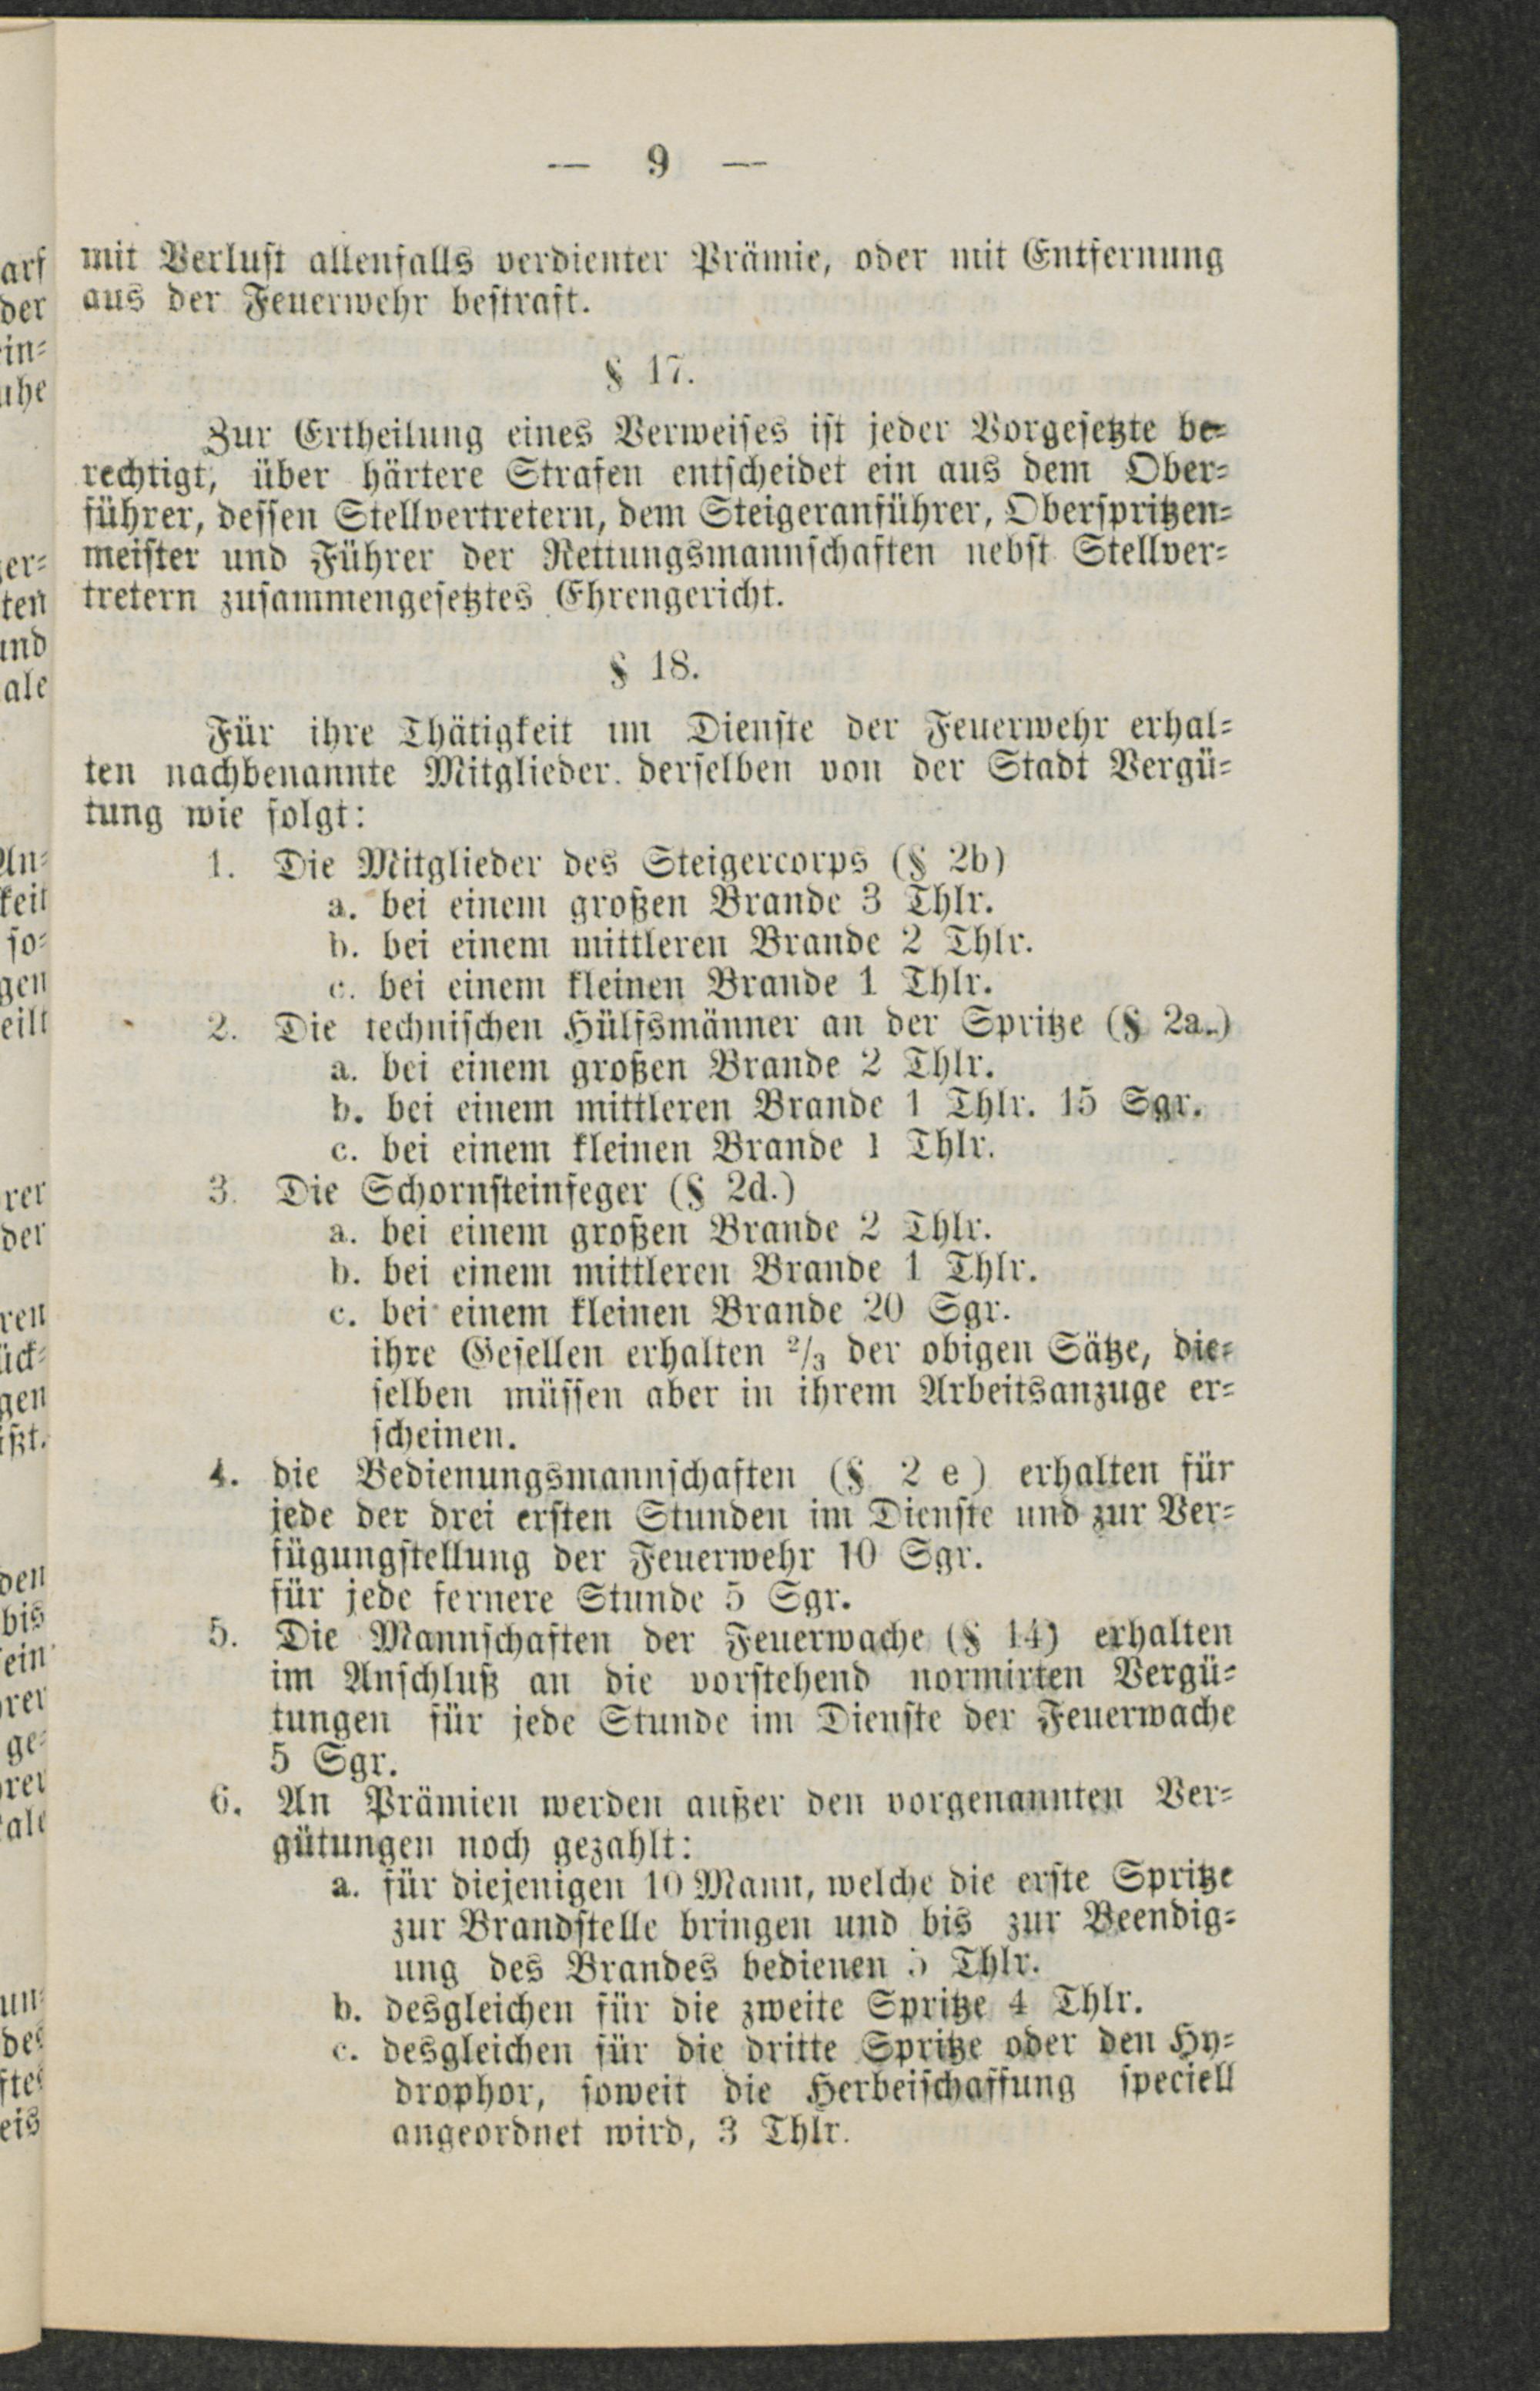 — 9 —
mit Verlust allenfalls verdienter Prämie, oder mit Entfernung
aus der Feuerwehr bestraft.
§ 17.
Zur Ertheilung eines Verweises ist jeder Vorgesetzte be-
rechtigt, über härtere Strafen entscheidet ein aus dem Ober-
führer, dessen Stellvertretern, dem Steigeranführer, Oberspritzen-
meister und Führer der Rettungsmannschaften nebst Stellver-
tretern zusammengesetztes Ehrengericht.
§ 18.
Für ihre Thätigkeit im Dienste der Feuerwehr erhal-
ten nachbenannte Mitglieder derselben von der Stadt Vergü-
tung wie folgt:
1. Die Mitglieder des Steigercorps (§ 2b)
a. bei einem großen Brande 3 Thlr.
b. bei einem mittleren Brande 2 Thlr.
c. bei einem kleinen Brande 1 Thlr.
2. Die technischen Hülfsmänner an der Spritze (§ 2a.)
a. bei einem großen Brande 2 Thlr.
b. bei einem mittleren Brande 1 Thlr. 15 Sgr.
c. bei einem kleinen Brande 1 Thlr.
3. Die Schornsteinfeger (§ 2d.)
a. bei einem großen Brande 2 Thlr.
b. bei einem mittleren Brande 1 Thlr.
c. bei einem kleinen Brande 20 Sgr.
ihre Gesellen erhalten 2/3 der obigen Sätze, die-
selben müssen aber in ihrem Arbeitsanzuge er-
scheinen.
4. die Bedienungsmannschaften (§ 2 e) erhalten für
jede der drei ersten Stunden im Dienste und zur Ver-
fügungstellung der Feuerwehr 10 Sgr.
für jede fernere Stunde 5 Sgr.
5. Die Mannschaften der Feuerwache (§ 14) erhalten
im Anschluß an die vorstehend normirten Vergü-
tungen für jede Stunde im Dienste der Feuerwache
5 Sgr.
6. An Prämien werden außer den vorgenannten Ver-
gütungen noch gezahlt:
a. für diejenigen 10 Mann, welche die erste Spritze
zur Brandstelle bringen und bis zur Beendig-
ung des Brandes bedienen 5 Thlr.
b. desgleichen für die zweite Spritze 4 Thlr.
c. desgleichen für die dritte Spritze oder den Hy-
drophor, soweit die Herbeischaffung speciell
angeordnet wird, 3 Thlr.